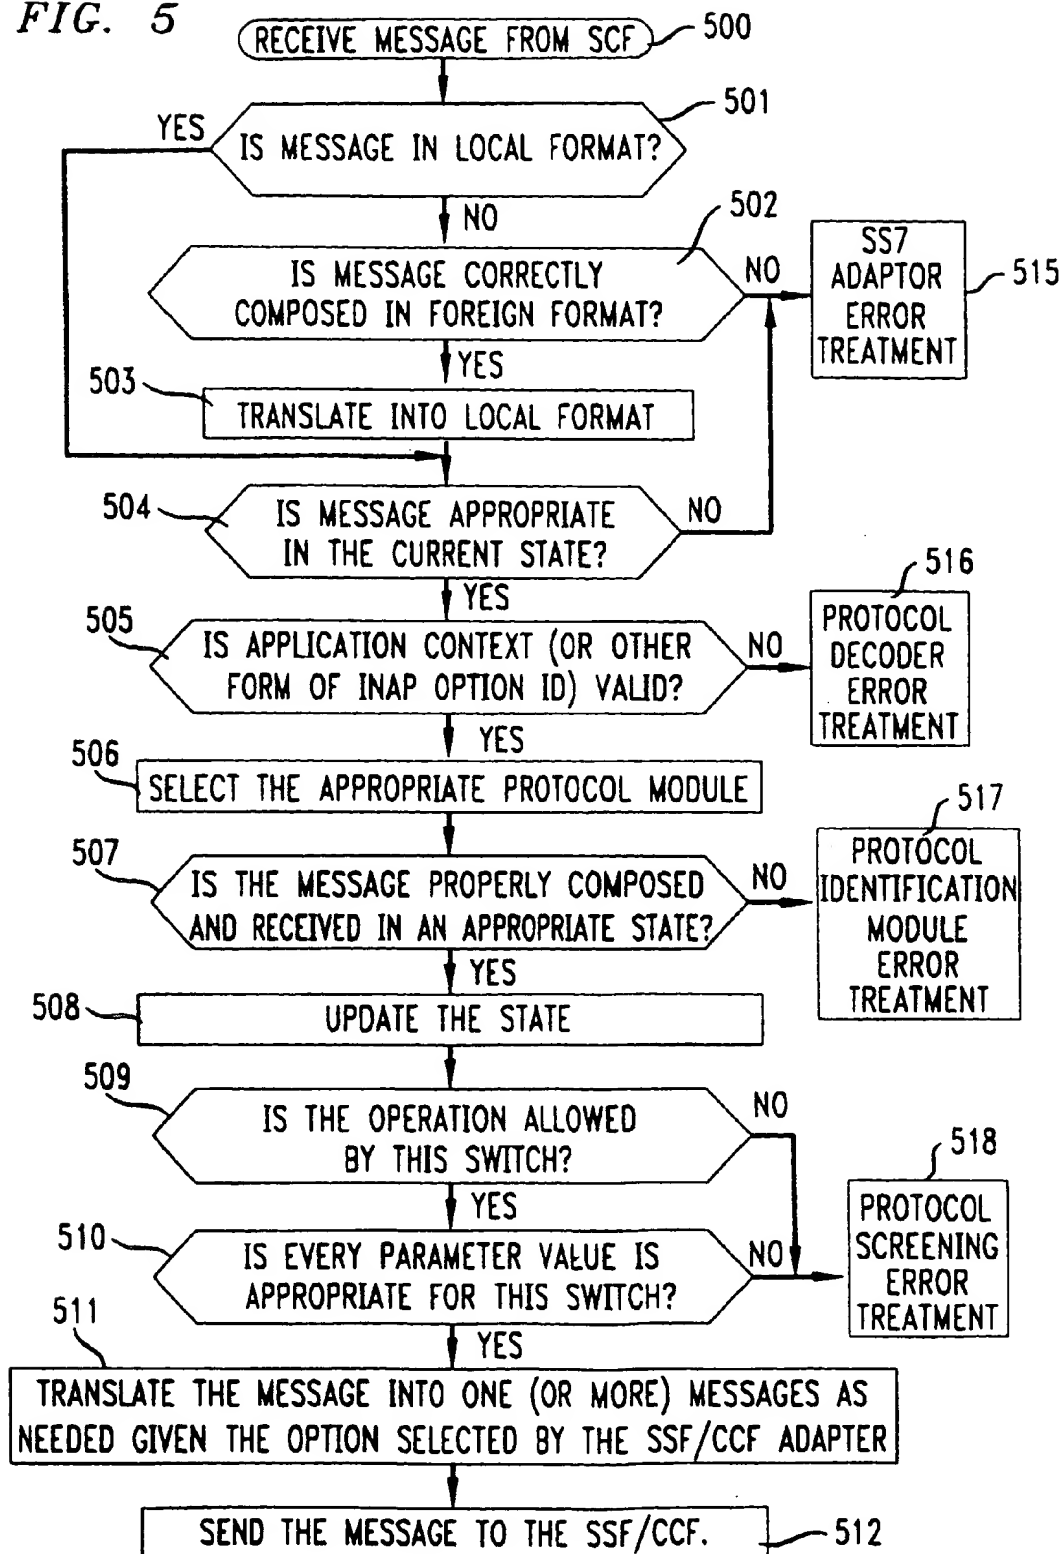 FIG. 5
RECEIVE MESSAGE FROM SCF
500
501
YES
IS MESSAGE IN LOCAL FORMAT?
NO
502
IS MESSAGE CORRECTLY
COMPOSED IN FOREIGN FORMAT?
NO
SS7
ADAPTOR
ERROR
TREATMENT
515
YES
503
TRANSLATE INTO LOCAL FORMAT
504
IS MESSAGE APPROPRIATE
IN THE CURRENT STATE?
NO
YES
505
IS APPLICATION CONTEXT (OR OTHER
FORM OF INAP OPTION ID) VALID?
NO
516
PROTOCOL
DECODER
ERROR
TREATMENT
YES
506
SELECT THE APPROPRIATE PROTOCOL MODULE
507
IS THE MESSAGE PROPERLY COMPOSED
AND RECEIVED IN AN APPROPRIATE STATE?
NO
517
PROTOCOL
IDENTIFICATION
MODULE
ERROR
TREATMENT
YES
508
UPDATE THE STATE
509
IS THE OPERATION ALLOWED
BY THIS SWITCH?
NO
YES
518
PROTOCOL
SCREENING
ERROR
TREATMENT
510
IS EVERY PARAMETER VALUE IS
APPROPRIATE FOR THIS SWITCH?
NO
YES
511
TRANSLATE THE MESSAGE INTO ONE (OR MORE) MESSAGES AS
NEEDED GIVEN THE OPTION SELECTED BY THE SSF/CCF ADAPTER
SEND THE MESSAGE TO THE SSF/CCF.
512